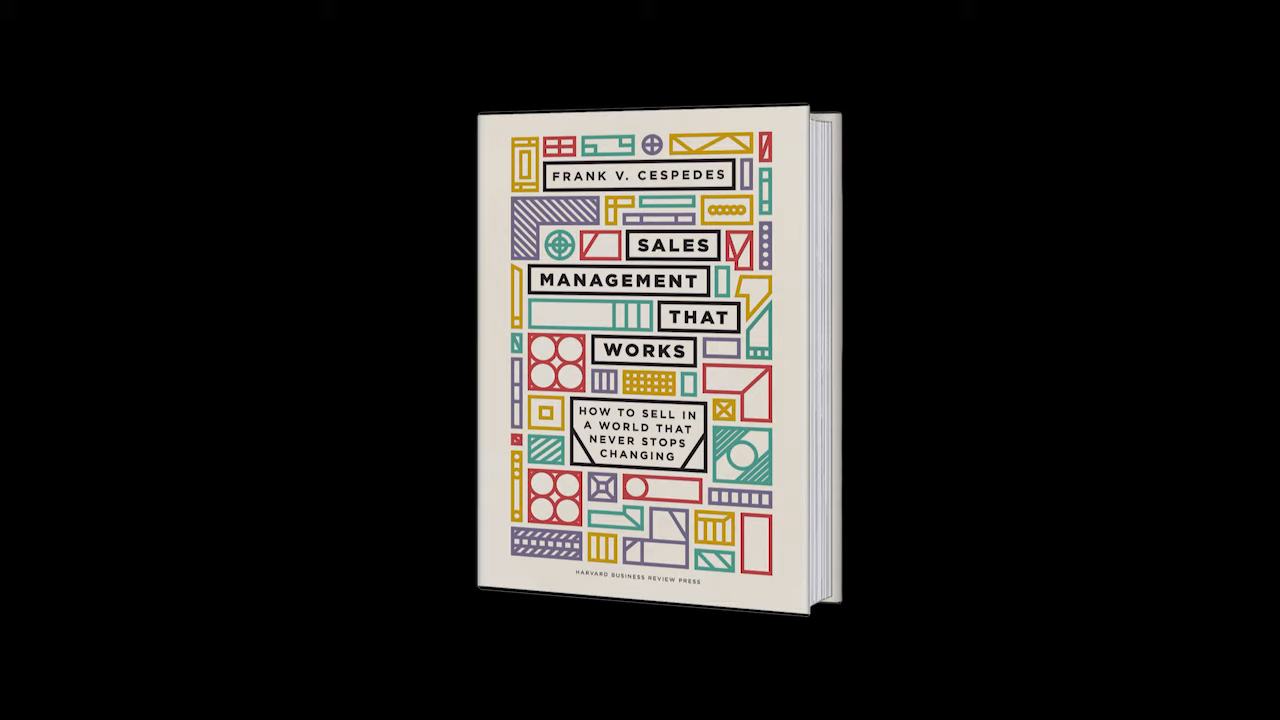 FRANK V. CESPEDES
SALES
MANAGEMENT
THAT
WORKS
HOW TO SELL IN
A WORLD THAT
NEVER STOPS
CHANGING
HARVARD BUSINESS REVIEW PRESS